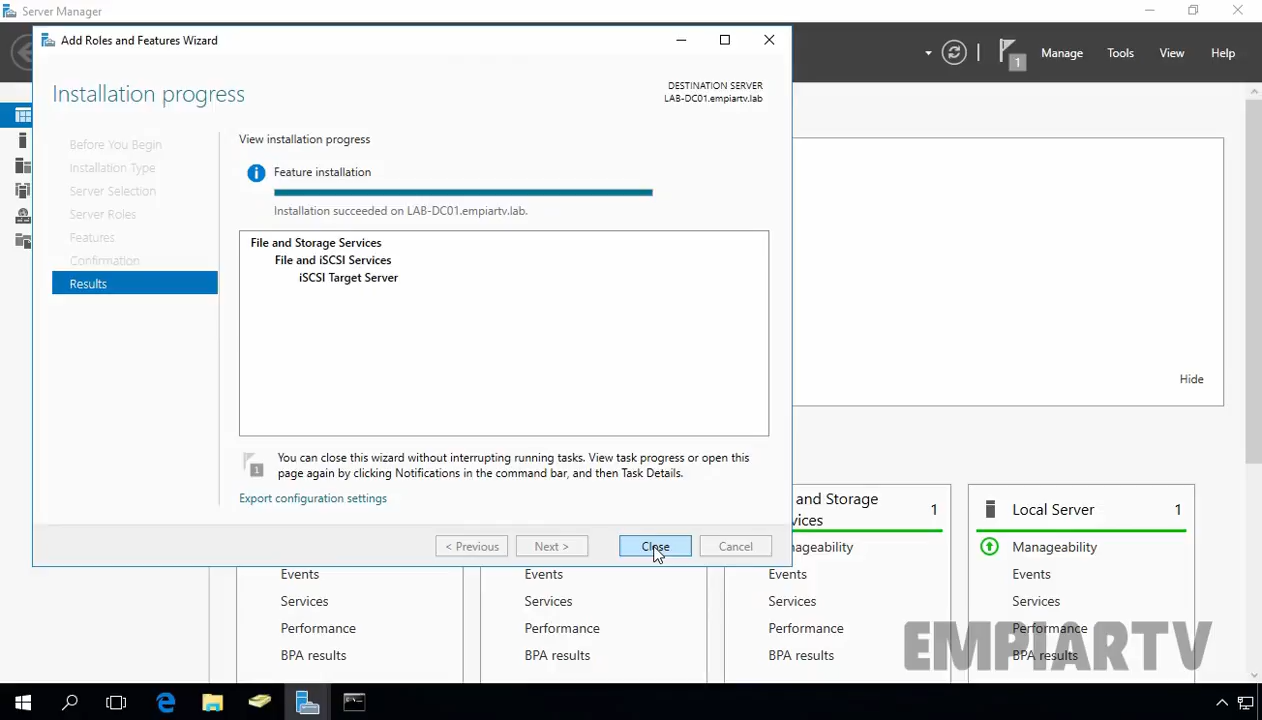 Server Manager
Add Roles and Features Wizard
1
Manage
Tools
View
Help
Installation progress
DESTINATION SERVER
LAB-DC01.empiartv.lab
Before You Begin
Installation Type
Server Selection
Server Roles
Features
Confirmation
Results
View installation progress
Feature installation
Installation succeeded on LAB-DC01.empiartv.lab.
File and Storage Services
File and iSCSI Services
iSCSI Target Server
Hide
1
You can close this wizard without interrupting running tasks. View task progress or open this
page again by clicking Notifications in the command bar, and then Task Details.
Export configuration settings
< Previous
Next >
Close
Cancel
and Storage
vices
1
Local Server
1
nageability
Manageability
Events
Events
Events
Events
Services
Services
Services
Services
Performance
Performance
Performance
Performance
BPA results
BPA results
BPA results
BPA results
EMPIARTV